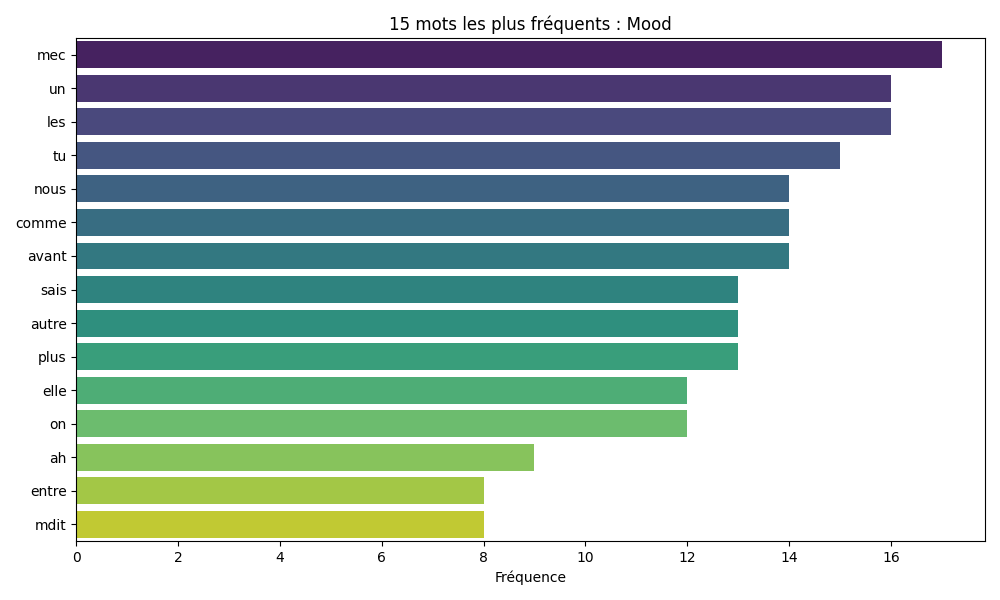 15 mots les plus fréquents : Mood
mec
un
les
tu
nous
comme
avant
sais
autre
plus
elle
on
ah
entre
mdit
0 2 4 6 8 10 12 14 16
Fréquence